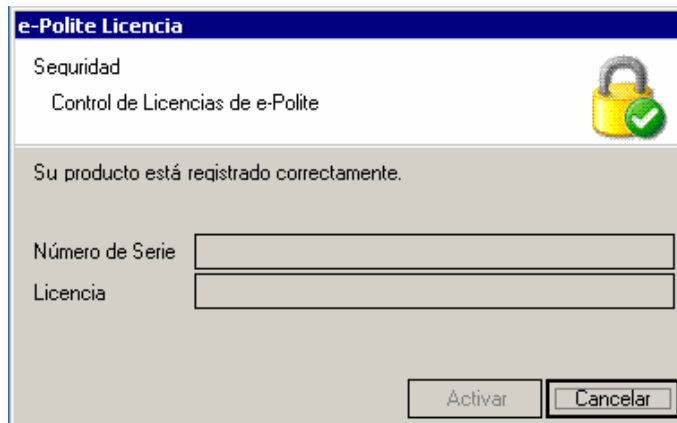 e-Polite Licencia
Seguridad
Control de Licencias de e-Polite
Su producto está registrado correctamente.
Número de Serie
Licencia
Activar
Cancelar